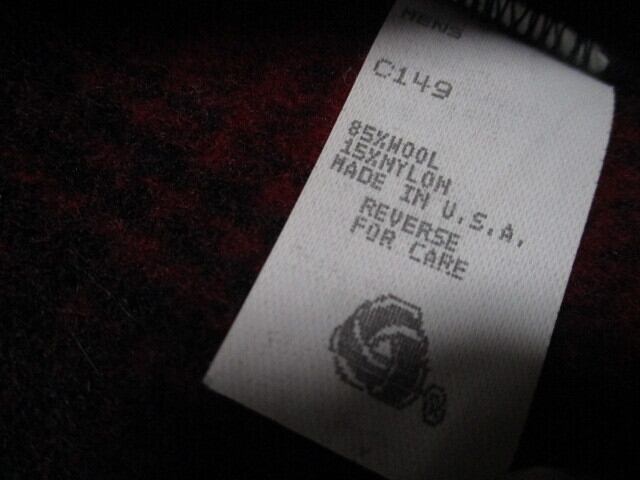 MENS
C149
85%WOOL
15%NYLON
MADE IN U.S.A.
REVERSE
FOR CARE
®